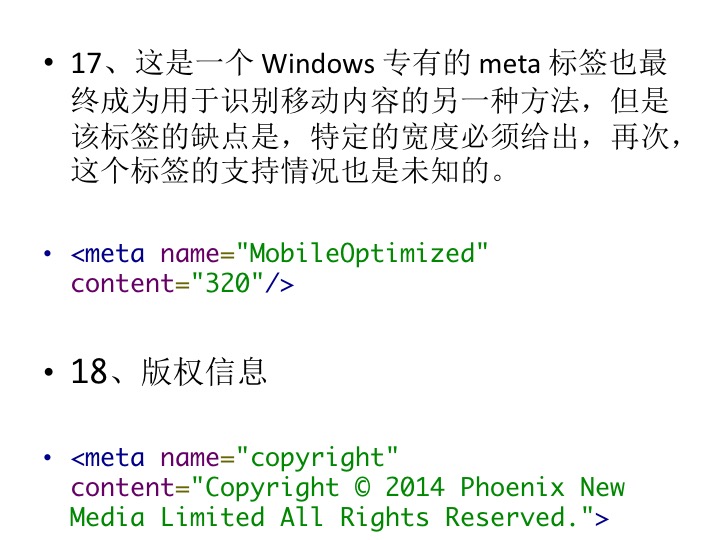 • 17、这是一个 Windows 专有的 meta 标签也最
终成为用于识别移动内容的另一种方法，但是
该标签的缺点是，特定的宽度必须给出，再次，
这个标签的支持情况也是未知的。
• <meta name="MobileOptimized"
content="320"/>
• 18、版权信息
• <meta name="copyright"
content="Copyright © 2014 Phoenix New
Media Limited All Rights Reserved.">